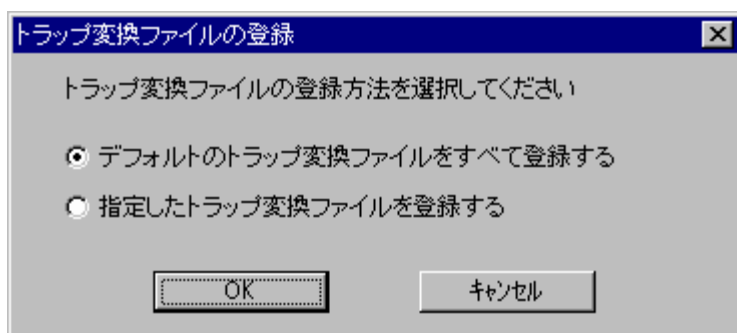 トラップ変換ファイルの登録
トラップ変換ファイルの登録方法を選択してください
デフォルトのトラップ変換ファイルをすべて登録する
指定したトラップ変換ファイルを登録する
OK
ｷｬﾝｾﾙ